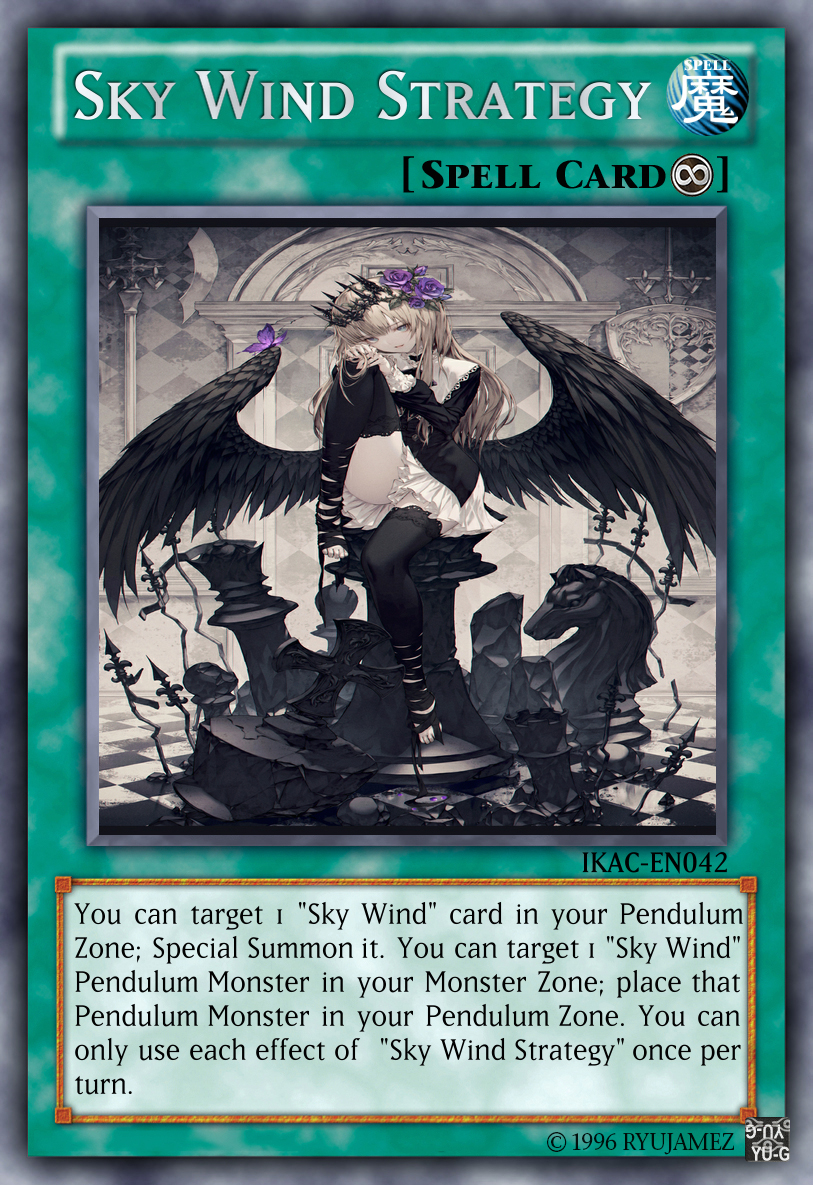 Sky Wind Strategy
SPELL
魔
[Spell Card∞]
IKAC-EN042
You can target 1 "Sky Wind" card in your Pendulum
Zone; Special Summon it. You can target 1 "Sky Wind"
Pendulum Monster in your Monster Zone; place that
Pendulum Monster in your Pendulum Zone. You can
only use each effect of "Sky Wind Strategy" once per
turn.
© 1996 RYUJAMEZ
YU-G
YU-G